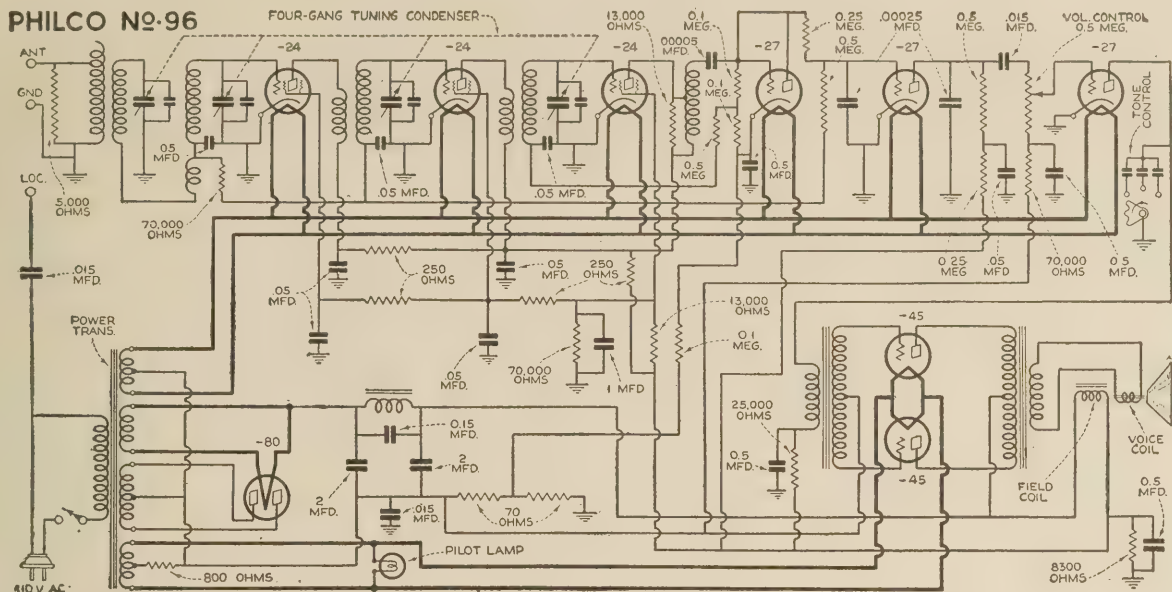 PHILCO No. 96
FOUR-GANG TUNING CONDENSER
13,000
OHMS
0.1
MEG.
0.25
MEG.
.00025
MFD.
0.5
MEG.
.015
MFD.
VOL. CONTROL
0.5 MEG.
ANT
-24
-24
-24
.00005
MFD.
-27
0.5
MEG.
-27
-27
GND
0.1
MEG.
TONE
CONTROL
.05
MFD
.05 MFD.
.05 MFD.
0.5
MEG.
0.5
MFD.
LOC.
5,000
OHMS
70,000
OHMS
.015
MFD.
250
OHMS
.05
MFD.
250
OHMS
0.25
MEG
.05
MFD
70,000
OHMS
0.5
MFD.
.05
MFD.
13,000
OHMS
POWER
TRANS.
.05
MFD.
70,000
OHMS
1 MFD
0.1
MEG.
-45
0.15
MFD.
25,000
OHMS
-80
2
MFD.
0.5
MFD.
VOICE
COIL
-45
FIELD
COIL
2
MFD.
.015
MFD.
70
OHMS
0.5
MFD.
PILOT LAMP
800 OHMS
8300
OHMS
110 V AC